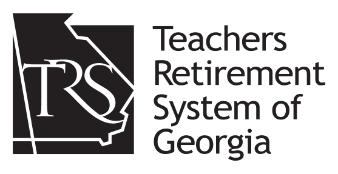 TRS
Teachers
Retirement
System of
Georgia